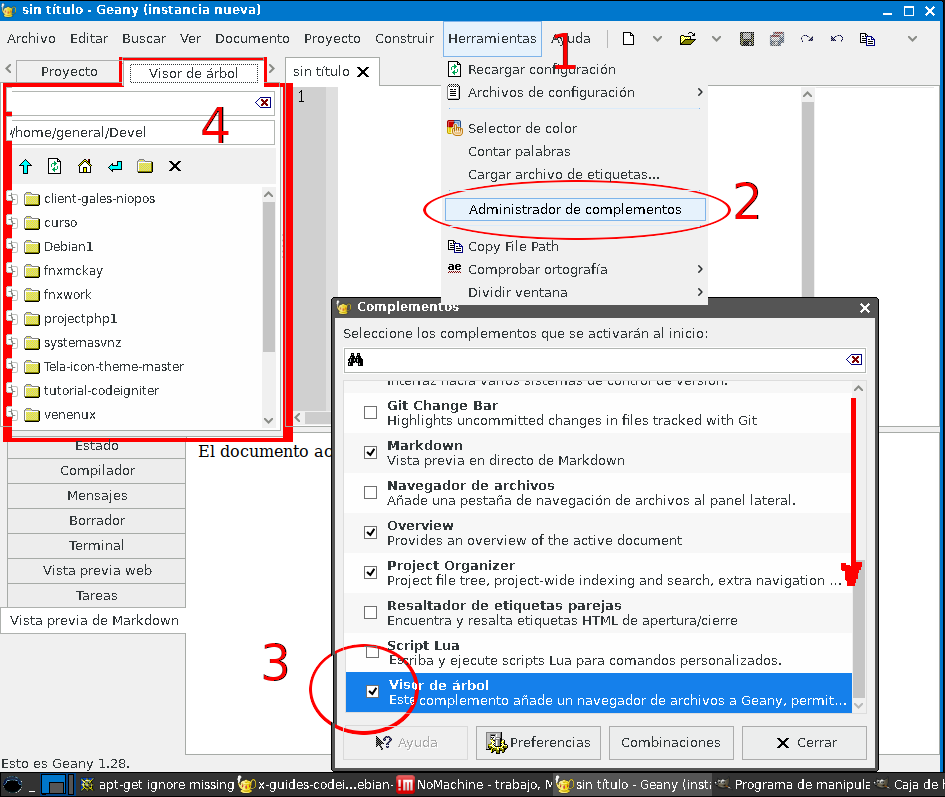 sin título - Geany (instancia nueva)
Archivo Editar Buscar Ver Documento Proyecto Construir Herramientas Ayuda
1
Proyecto Visor de árbol sin título
1
4
/home/general/Devel
client-gales-niopos
curso
Debian1
fnxmckay
fnxwork
projectphp1
systemasvnz
Tela-icon-theme-master
tutorial-codeigniter
venenux
Recargar configuración
Archivos de configuración
Selector de color
Contar palabras
Cargar archivo de etiquetas...
Administrador de complementos
2
Copy File Path
Comprobar ortografía
Dividir ventana
Estado
Compilador
Mensajes
Borrador
Terminal
Vista previa web
Tareas
Vista previa de Markdown
El documento ac
Complementos
Seleccione los complementos que se activarán al inicio:
Interfaz hacia varios sistemas de control de versión.
Git Change Bar
Highlights uncommitted changes in files tracked with Git
Markdown
Vista previa en directo de Markdown
Navegador de archivos
Añade una pestaña de navegación de archivos al panel lateral.
Overview
Provides an overview of the active document
Project Organizer
Project file tree, project-wide indexing and search, extra navigation ...
Resaltador de etiquetas parejas
Encuentra y resalta etiquetas HTML de apertura/cierre
Script Lua
Escriba y ejecute scripts Lua para comandos personalizados.
3
Visor de árbol
Este complemento añade un navegador de archivos a Geany, permit...
Ayuda Preferencias Combinaciones Cerrar
Esto es Geany 1.28.
apt-get ignore missing x-guides-codei...ebian- NoMachine - trabajo, M sin título - Geany (insta Programa de manipula Caja de